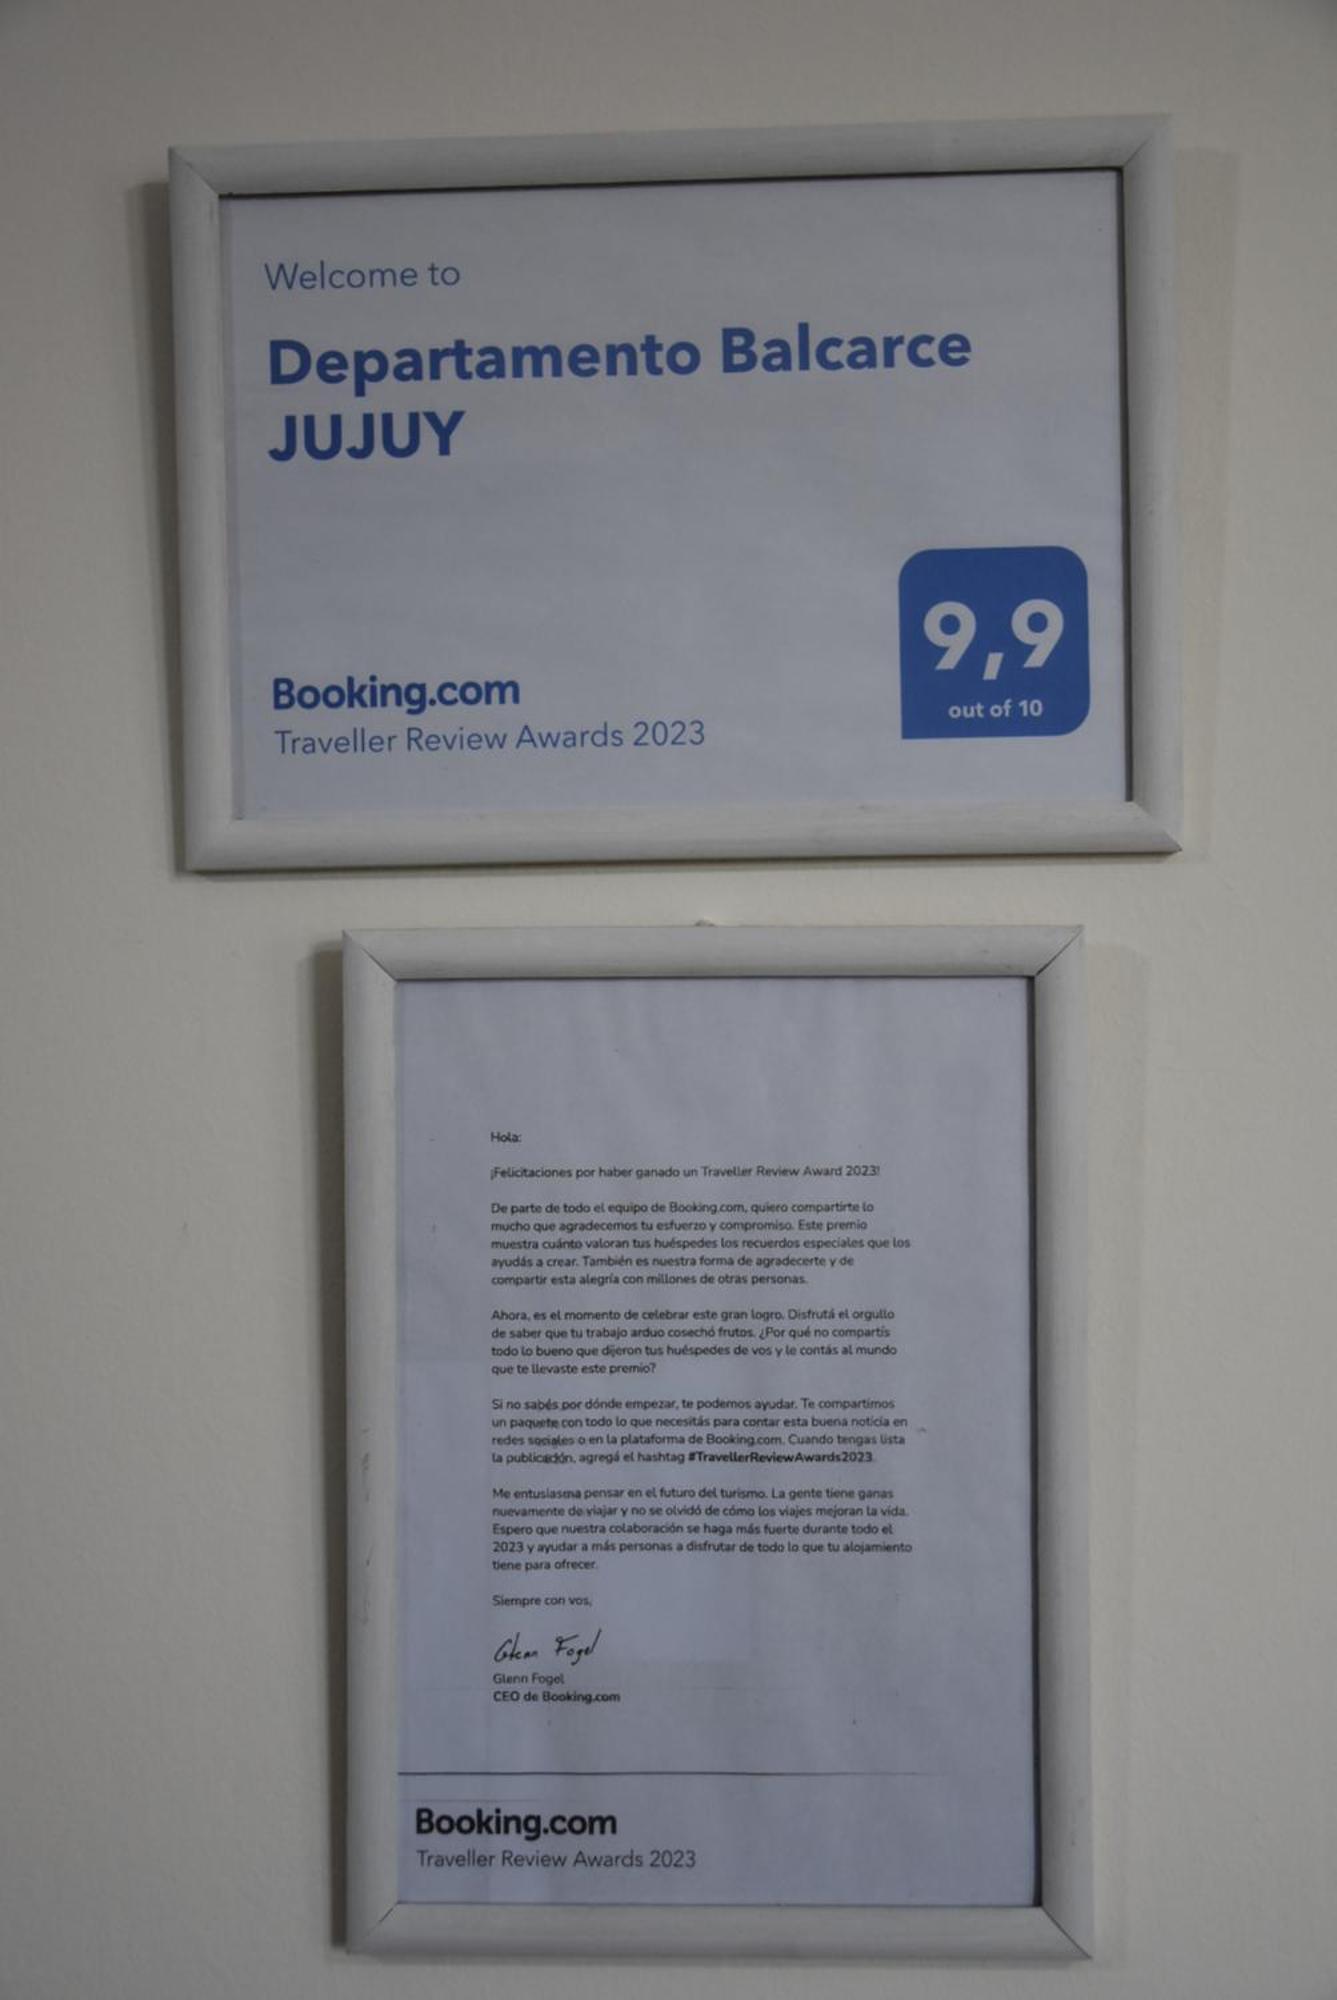 Welcome to
Departamento Balcarce
JUJUY
9,9
out of 10
Booking.com
Traveller Review Awards 2023
Hola:
¡Felicitaciones por haber ganado un Traveller Review Award 2023!
De parte de todo el equipo de Booking.com, quiero compartirte lo
mucho que agradecemos tu esfuerzo y compromiso. Este premio
muestra cuánto valoran tus huéspedes los recuerdos especiales que los
ayudás a crear. También es nuestra forma de agradecerte y de
compartir esta alegría con millones de otras personas.
Ahora, es el momento de celebrar este gran logro. Disfrutá el orgullo
de saber que tu trabajo arduo cosechó frutos. ¿Por qué no compartís
todo lo bueno que dijeron tus huéspedes de vos y le contás al mundo
que te llevaste este premio?
Si no sabés por dónde empezar, te podemos ayudar. Te compartimos
un paquete con todo lo que necesitás para contar esta buena noticia en
redes sociales o en la plataforma de Booking.com. Cuando tengas lista
la publicación, agregá el hashtag #TravellerReviewAwards2023.
Me entusiasma pensar en el futuro del turismo. La gente tiene ganas
nuevamente de viajar y no se olvidó de cómo los viajes mejoran la vida.
Espero que nuestra colaboración se haga más fuerte durante todo el
2023 y ayudar a más personas a disfrutar de todo lo que tu alojamiento
tiene para ofrecer.
Siempre con vos,
Glenn Fogel
Glenn Fogel
CEO de Booking.com
Booking.com
Traveller Review Awards 2023